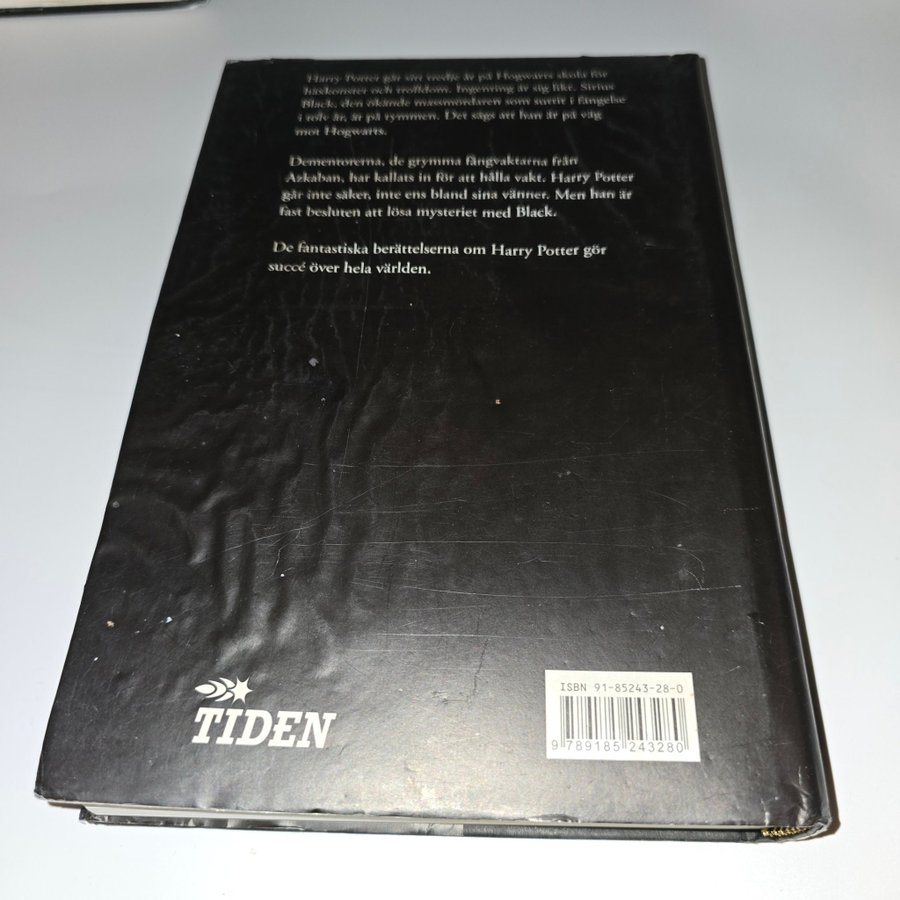 Harry Potter går sitt tredje år på Hogwarts skola för
häxkonster och trolldom. Ingenting är sig likt. Sirius
Black, den ökände massmördaren som suttit i fängelse
i tolv år, är på rymmen. Det sägs att han är på väg
mot Hogwarts.
Dementorerna, de grymma fångvaktarna från
Azkaban, har kallats in för att hålla vakt. Harry Potter
går inte säker, inte ens bland sina vänner. Men han är
fast besluten att lösa mysteriet med Black.
De fantastiska berättelserna om Harry Potter gör
succé över hela världen.
TIDEN
ISBN 91-85243-28-0
9 789185 243280